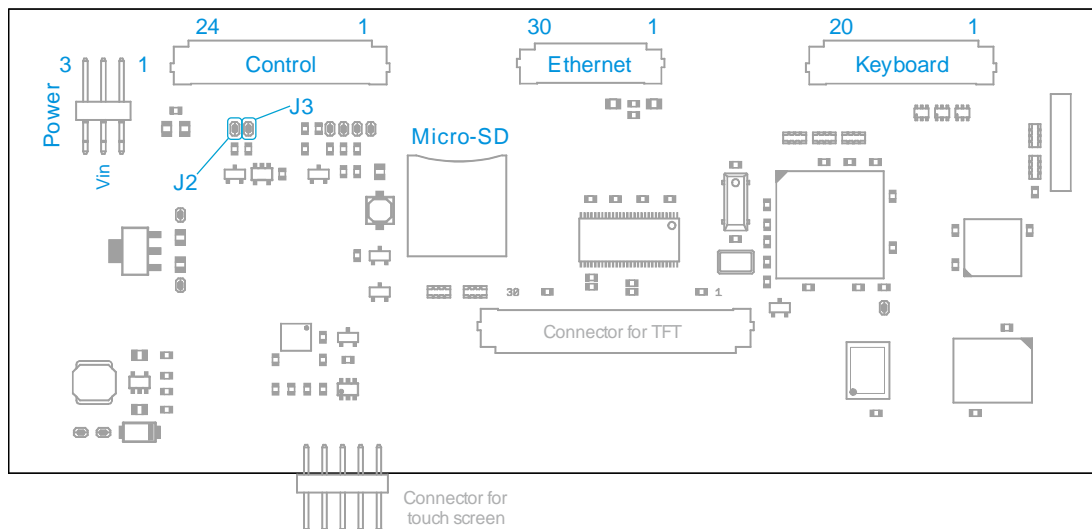 24 1
Control
30 1
Ethernet
20 1
Keyboard
3 1
Power
Vin
J3
J2
Micro-SD
30 1
Connector for TFT
Connector for
touch screen